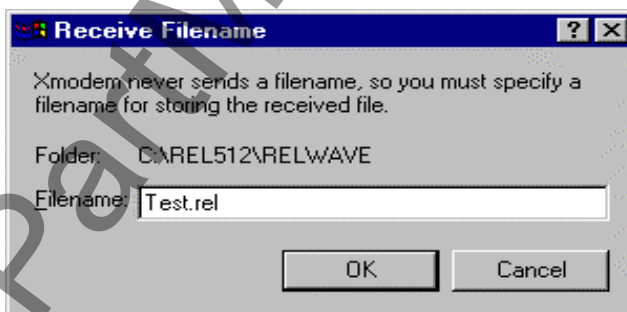 Receive Filename
Xmodem never sends a filename, so you must specify a
filename for storing the received file.
Folder: C:\REL512\RELWAVE
Filename: Test.rel
OK Cancel